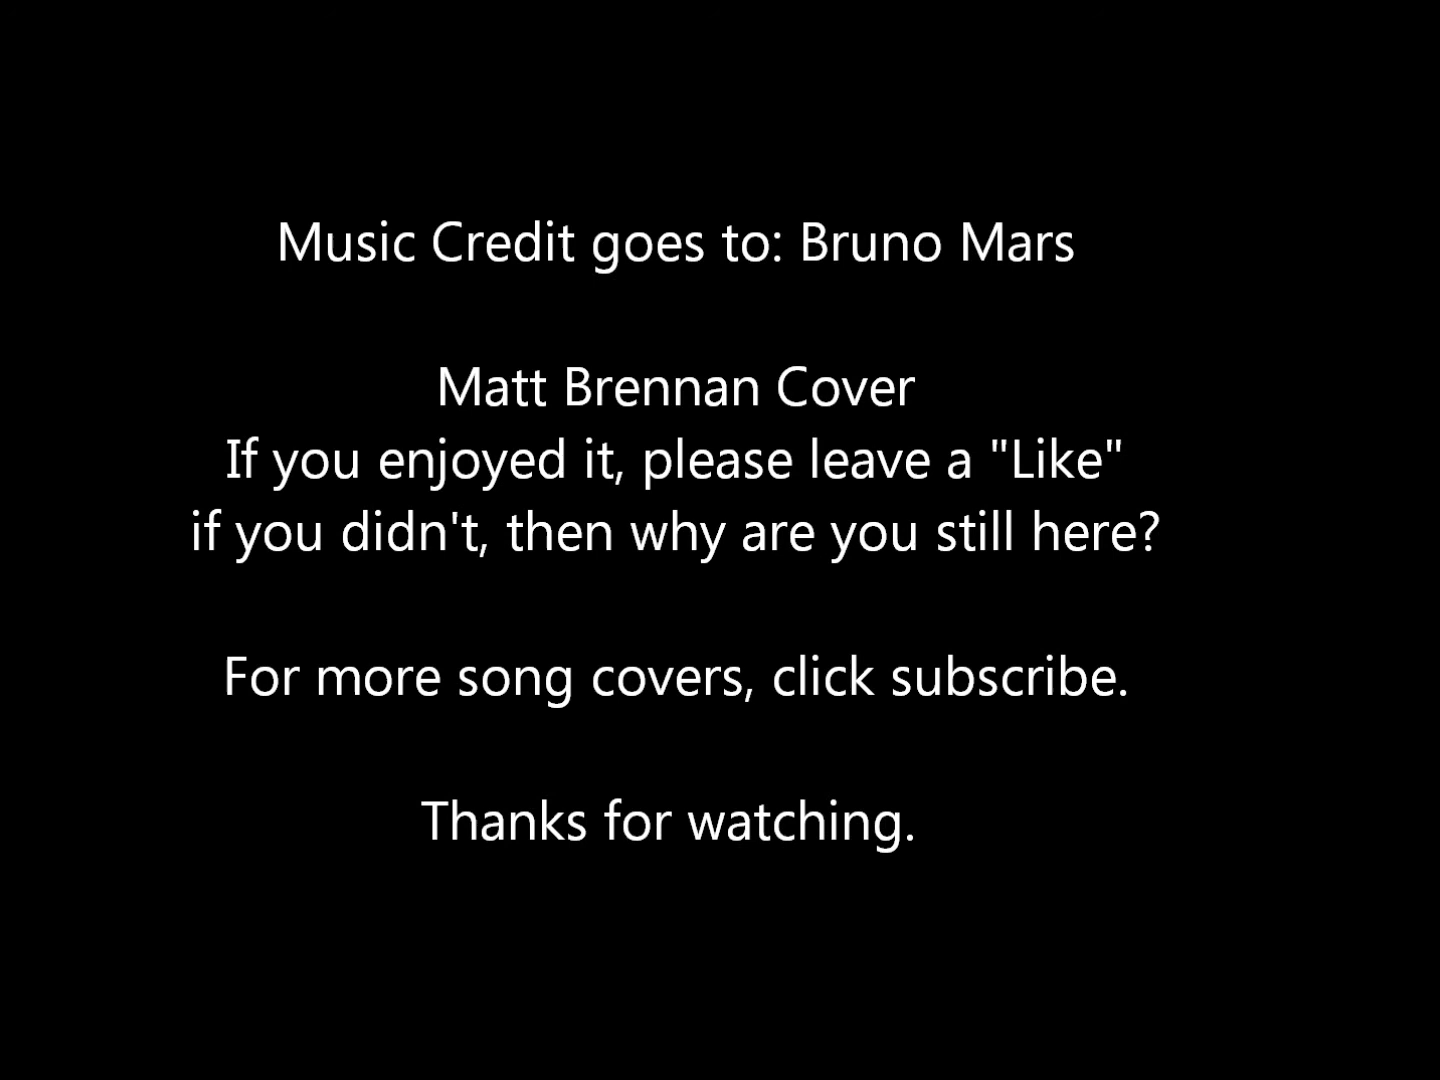 Music Credit goes to: Bruno Mars
Matt Brennan Cover
If you enjoyed it, please leave a "Like"
if you didn't, then why are you still here?
For more song covers, click subscribe.
Thanks for watching.